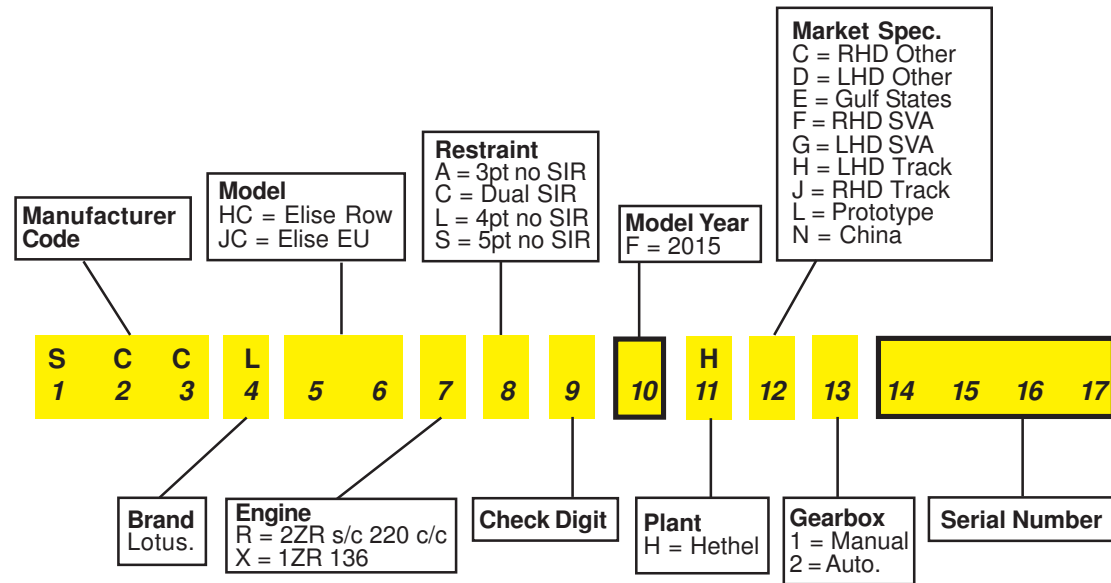 Market Spec.
C = RHD Other
D = LHD Other
E = Gulf States
F = RHD SVA
G = LHD SVA
H = LHD Track
J = RHD Track
L = Prototype
N = China
Restraint
A = 3pt no SIR
C = Dual SIR
L = 4pt no SIR
S = 5pt no SIR
Model
HC = Elise Row
JC = Elise EU
Manufacturer
Code
Model Year
F = 2015
S C C L H
1 2 3 4 5 6 7 8 9 10 11 12 13 14 15 16 17
Brand
Lotus.
Engine
R = 2ZR s/c 220 c/c
X = 1ZR 136
Check Digit
Plant
H = Hethel
Gearbox
1 = Manual
2 = Auto.
Serial Number